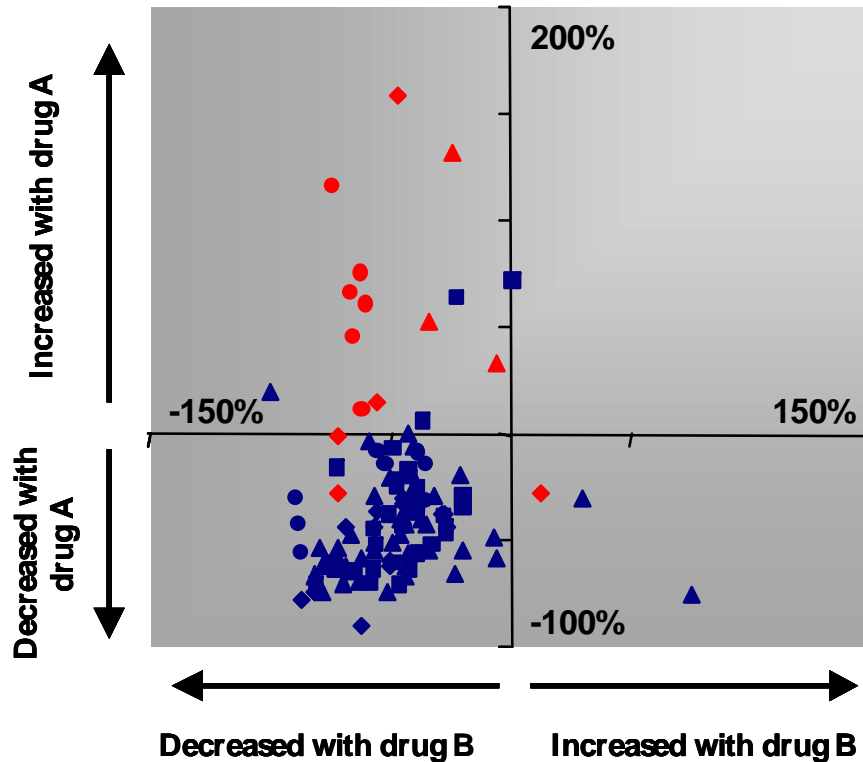 Increased with drug A
Decreased with
drug A
200%
-150%
150%
-100%
Decreased with drug B
Increased with drug B